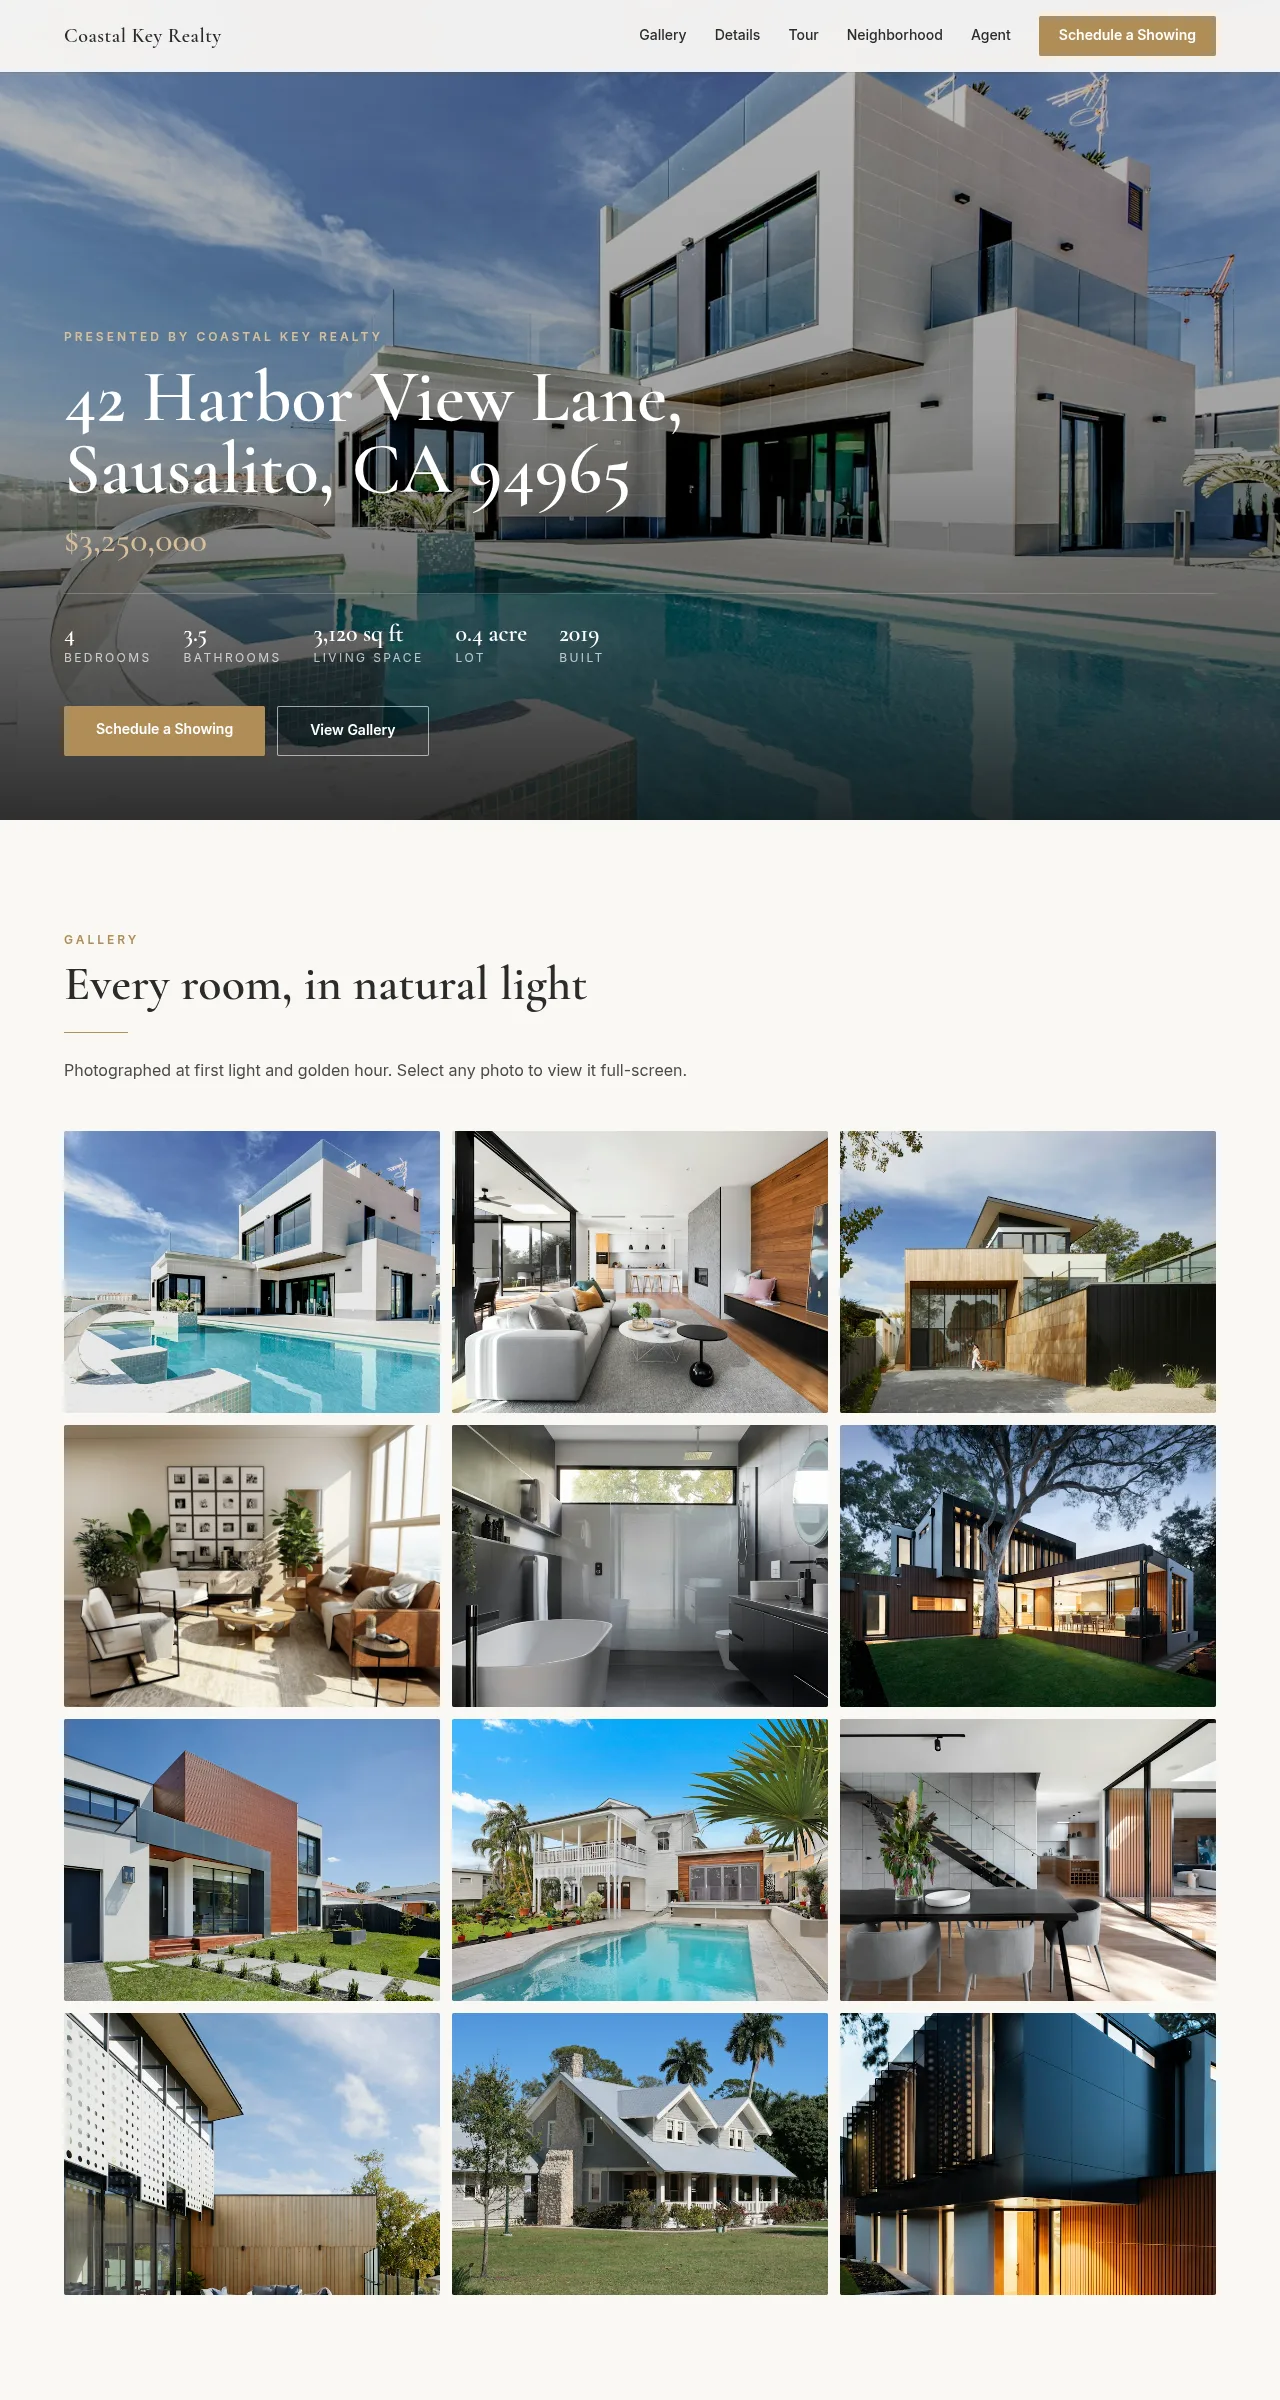 Coastal Key Realty
Gallery Details Tour Neighborhood Agent Schedule a Showing
PRESENTED BY COASTAL KEY REALTY
42 Harbor View Lane,
Sausalito, CA 94965
$3,250,000
4 3.5 3,120 sq ft 0.4 acre 2019
BEDROOMS BATHROOMS LIVING SPACE LOT BUILT
Schedule a Showing View Gallery
GALLERY
Every room, in natural light
Photographed at first light and golden hour. Select any photo to view it full-screen.